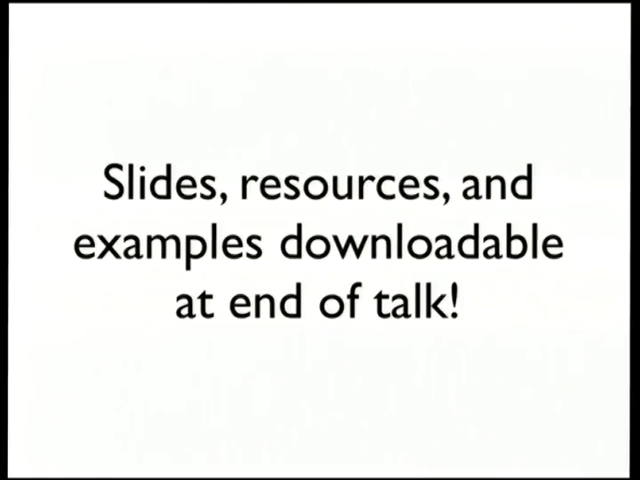 Slides, resources, and
examples downloadable
at end of talk!